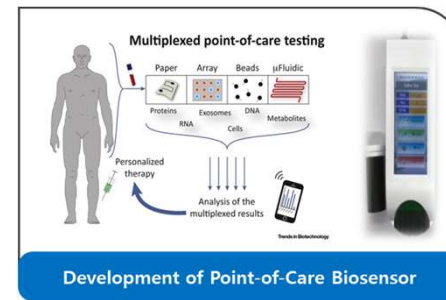 Multiplexed point-of-care testing
Paper Array Beads μFluidic
Proteins Exosomes DNA Metabolites
RNA Cells
Personalized
therapy
Analysis of the
multiplexed results
Trends in Biotechnology
Development of Point-of-Care Biosensor